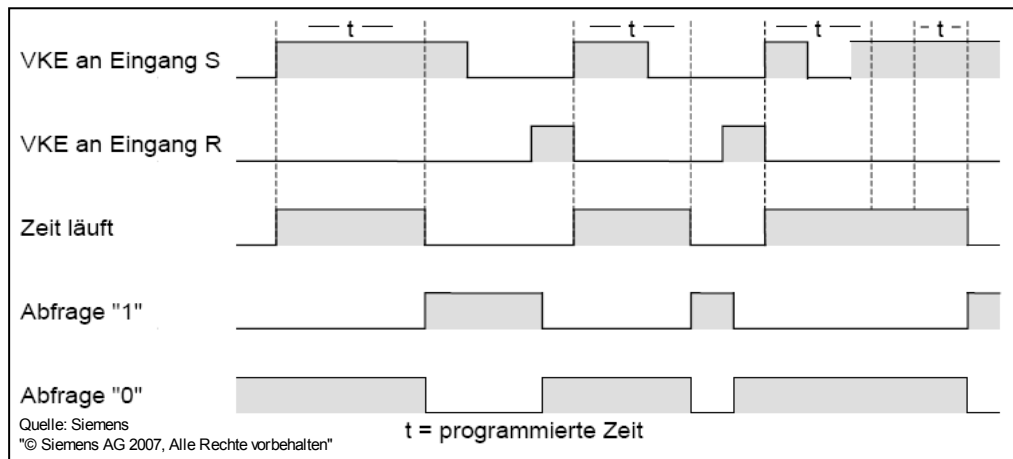 t t t t
VKE an Eingang S
VKE an Eingang R
Zeit läuft
Abfrage "1"
Abfrage "0"
Quelle: Siemens
t = programmierte Zeit
"© Siemens AG 2007, Alle Rechte vorbehalten"